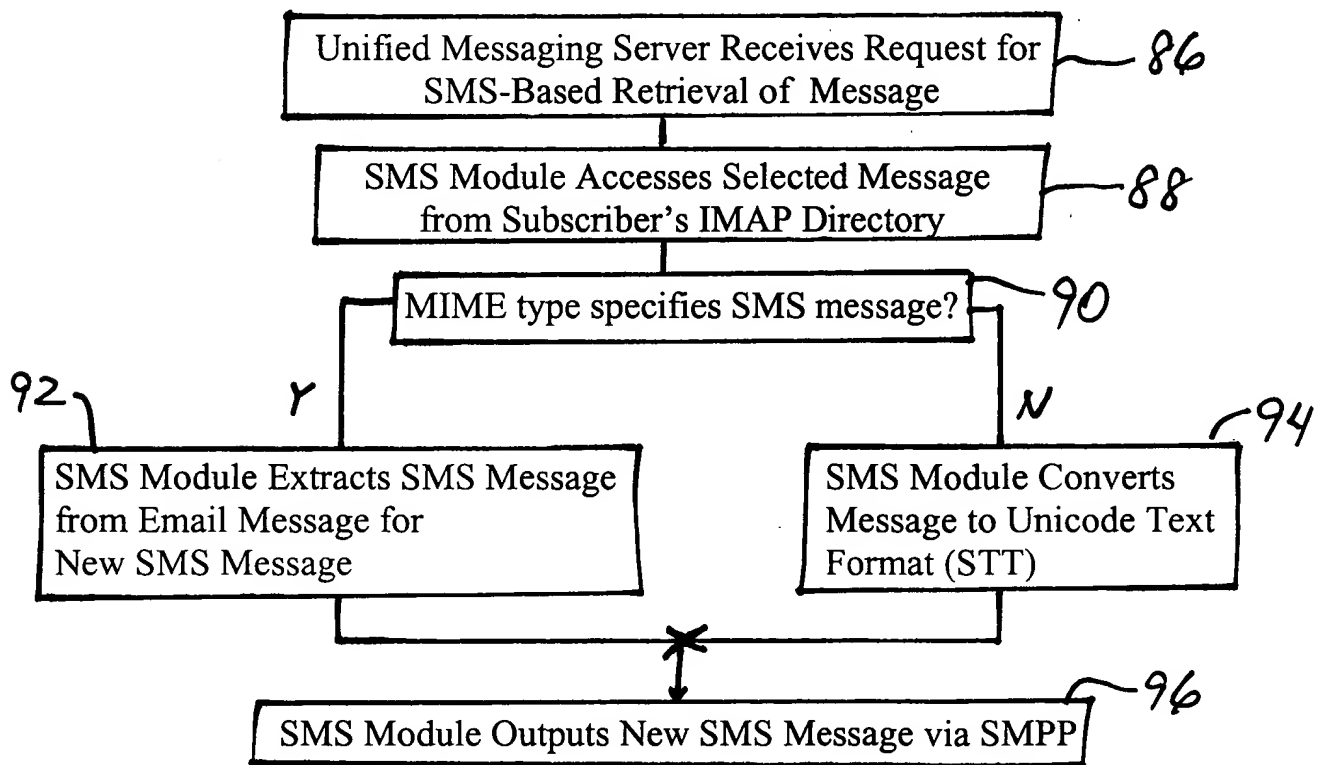 Unified Messaging Server Receives Request for
SMS-Based Retrieval of Message
86
SMS Module Accesses Selected Message
from Subscriber's IMAP Directory
88
MIME type specifies SMS message?
90
92
Y
N
94
SMS Module Extracts SMS Message
from Email Message for
New SMS Message
SMS Module Converts
Message to Unicode Text
Format (STT)
96
SMS Module Outputs New SMS Message via SMPP